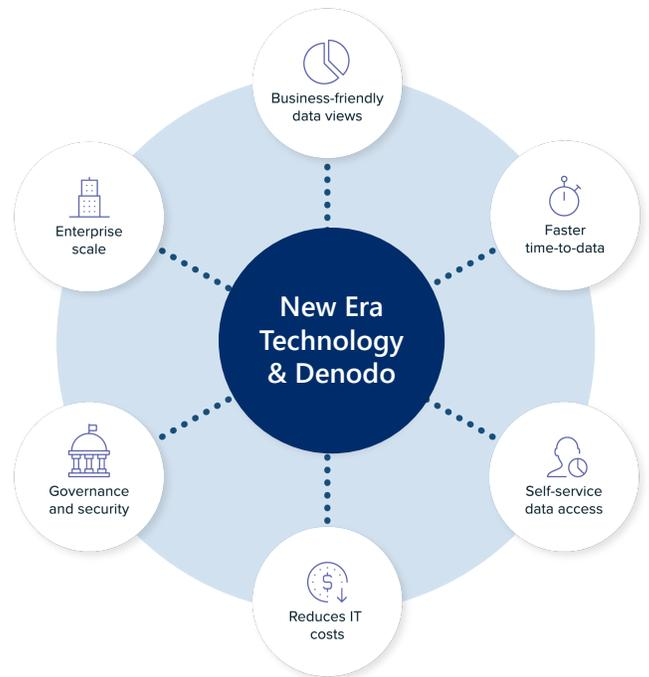 Business-friendly
data views
Enterprise
scale
Faster
time-to-data
New Era
Technology
& Denodo
Governance
and security
Self-service
data access
Reduces IT
costs